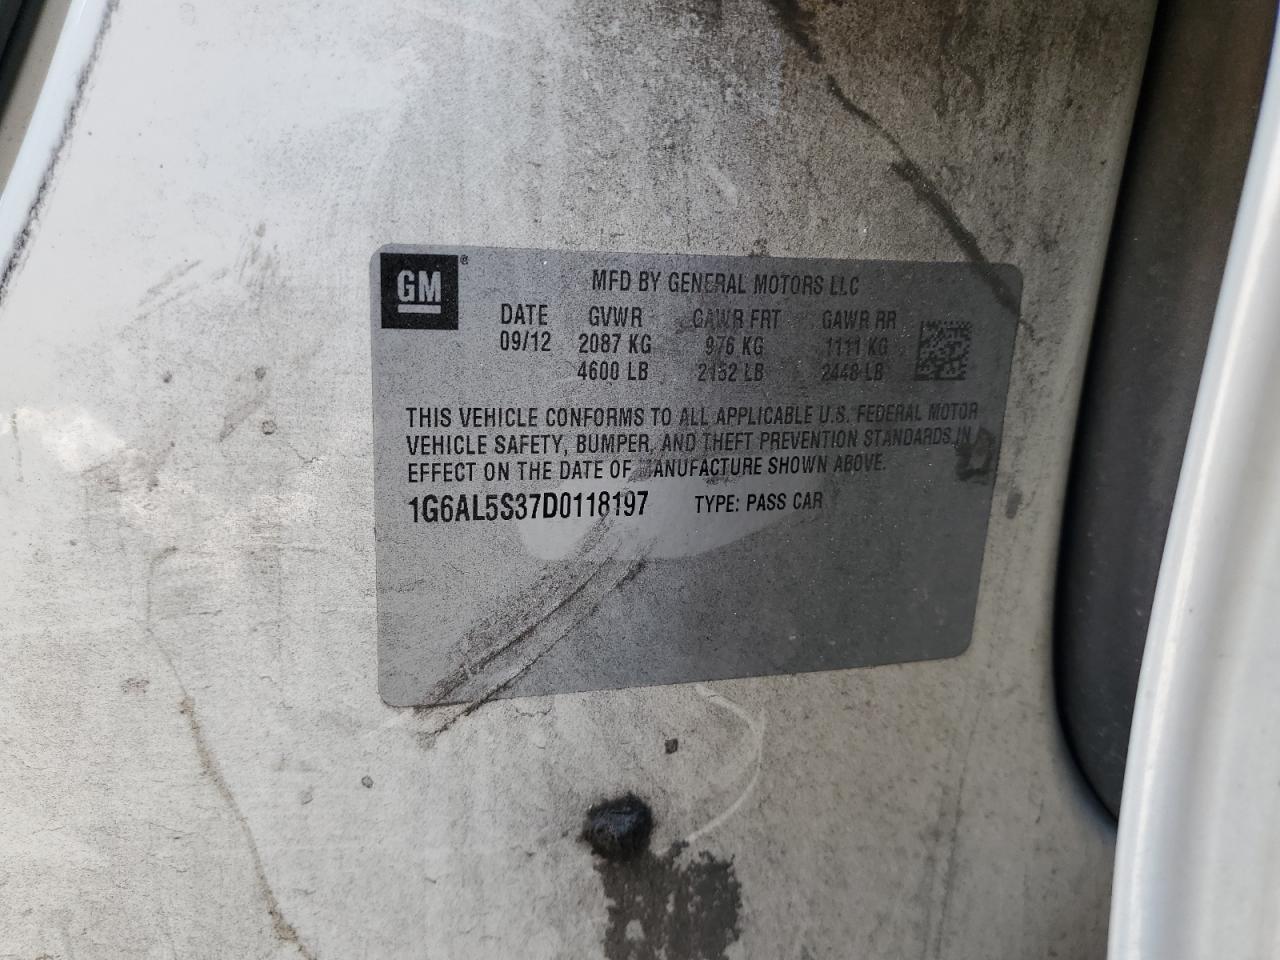 GM ®
MFD BY GENERAL MOTORS LLC
DATE GVWR GAWR FRT GAWR RR
09/12 2087 KG 976 KG 1111 KG
4600 LB 2152 LB 2448 LB
THIS VEHICLE CONFORMS TO ALL APPLICABLE U.S. FEDERAL MOTOR
VEHICLE SAFETY, BUMPER, AND THEFT PREVENTION STANDARDS IN
EFFECT ON THE DATE OF MANUFACTURE SHOWN ABOVE.
1G6AL5S37D0118197 TYPE: PASS CAR